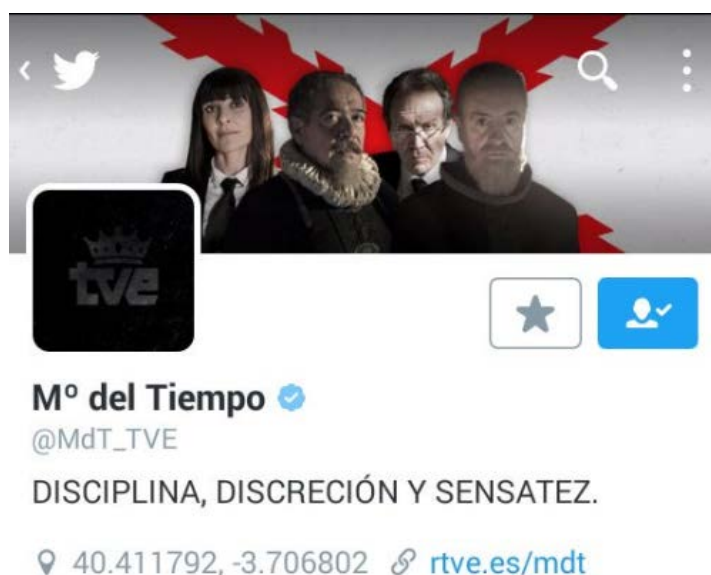 tve
Mº del Tiempo
@MdT_TVE
DISCIPLINA, DISCRECIÓN Y SENSATEZ.
40.411792, -3.706802 rtve.es/mdt